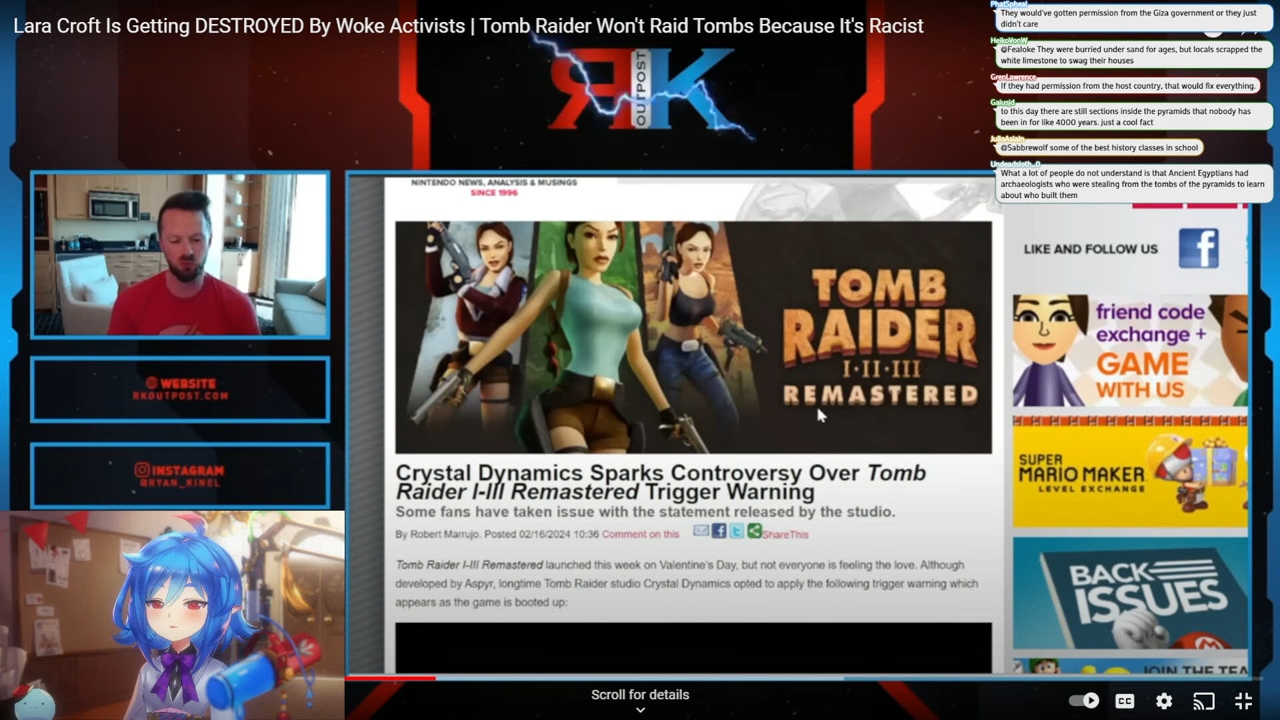 Lara Croft Is Getting DESTROYED By Woke Activists | Tomb Raider Won't Raid Tombs Because It's Racist
RK
OUTPOST
They would've gotten permission from the Giza government or they just
didn't care
HeikoVonW
@Fealoke They were burried under sand for ages, but locals scrapped the
white limestone to swag their houses
GrenLawrence
If they had permission from the host country, that would fix everything.
to this day there are still sections inside the pyramids that nobody has
been in for like 4000 years. just a cool fact
@Sabbrewolf some of the best history classes in school
What a lot of people do not understand is that Ancient Egyptians had
archaeologists who were stealing from the tombs of the pyramids to learn
about who built them
NINTENDO NEWS, ANALYSIS & MUSINGS
SINCE 1996
TOMB
RAIDER
I·II·III
REMASTERED
LIKE AND FOLLOW US
friend code
exchange +
GAME
WITH US
WEBSITE
RKOUTPOST.COM
INSTAGRAM
@RYAN_KINEL
SUPER
MARIO MAKER
LEVEL EXCHANGE
Crystal Dynamics Sparks Controversy Over Tomb
Raider I-III Remastered Trigger Warning
Some fans have taken issue with the statement released by the studio.
By Robert Marrujo. Posted 02/16/2024 10:36 Comment on this ShareThis
Tomb Raider I-III Remastered launched this week on Valentine's Day, but not everyone is feeling the love. Although
developed by Aspyr, longtime Tomb Raider studio Crystal Dynamics opted to apply the following trigger warning which
appears as the game is booted up:
BACK
ISSUES
JOIN THE TEA
Scroll for details
CC